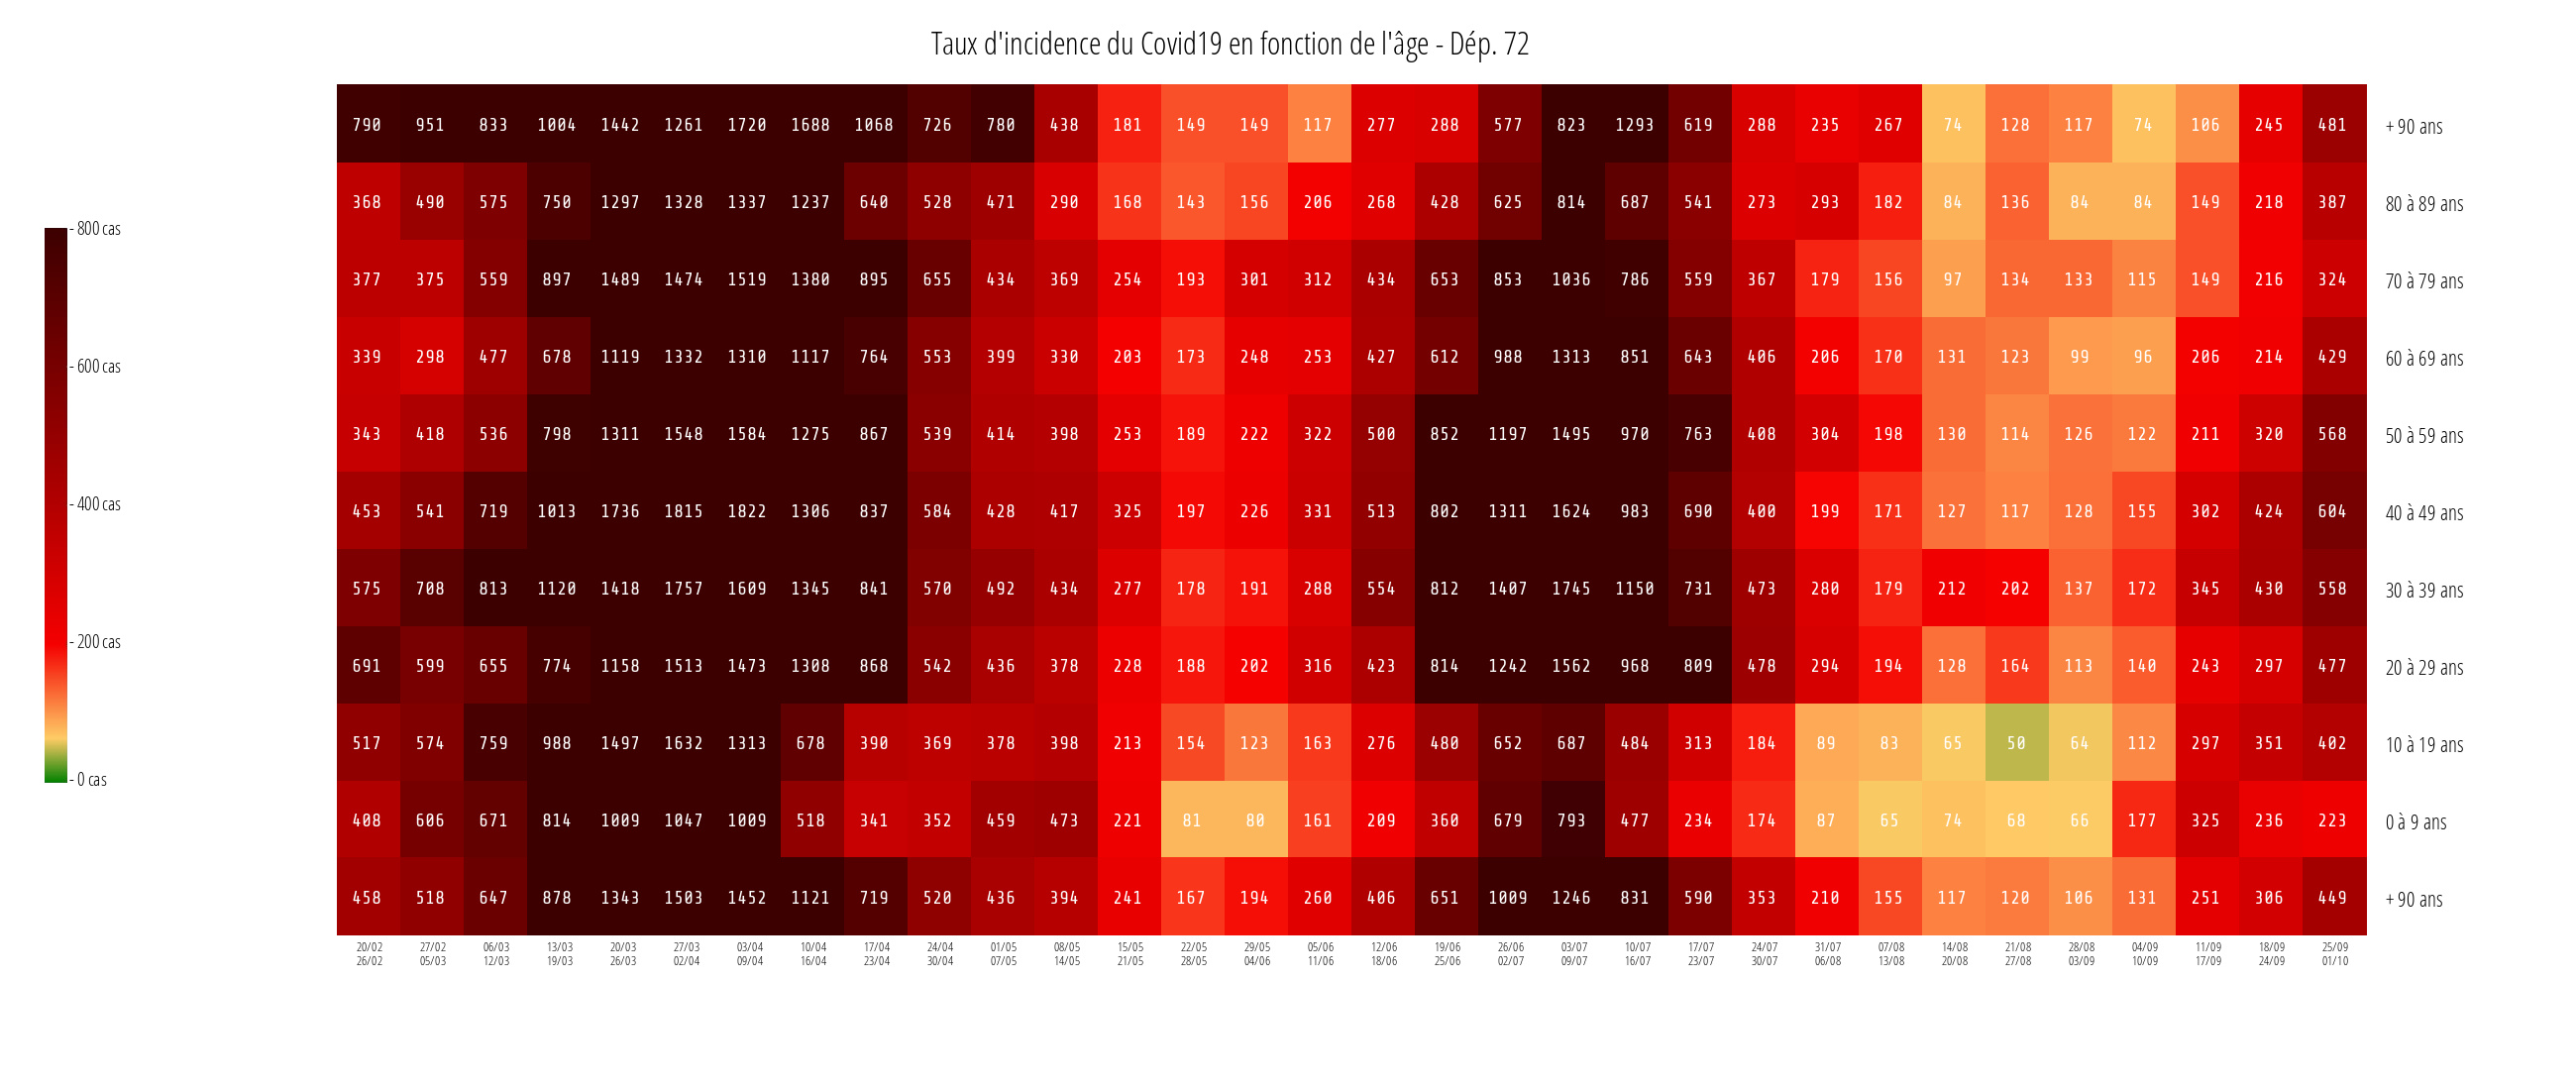 Taux d'incidence du Covid19 en fonction de l'âge - Dép. 72
790 951 833 1004 1442 1261 1720 1688 1068 726 780 438 181 149 149 117 277 288 577 823 1293 619 288 235 267 74 128 117 74 106 245 481 + 90 ans
368 490 575 750 1297 1328 1337 1237 640 528 471 290 168 143 156 206 268 428 625 814 687 541 273 293 182 84 136 84 84 149 218 387 80 à 89 ans
- 800 cas
377 375 559 897 1489 1474 1519 1380 895 655 434 369 254 193 301 312 434 653 853 1036 786 559 367 179 156 97 134 133 115 149 216 324 70 à 79 ans
339 298 477 678 1119 1332 1310 1117 764 553 399 330 203 173 248 253 427 612 988 1313 851 643 406 206 170 131 123 99 96 206 214 429 60 à 69 ans
- 600 cas
343 418 536 798 1311 1548 1584 1275 867 539 414 398 253 189 222 322 500 852 1197 1495 970 763 408 304 198 130 114 126 122 211 320 568 50 à 59 ans
- 400 cas
453 541 719 1013 1736 1815 1822 1306 837 584 428 417 325 197 226 331 513 802 1311 1624 983 690 400 199 171 127 117 128 155 302 424 604 40 à 49 ans
575 708 813 1120 1418 1757 1609 1345 841 570 492 434 277 178 191 288 554 812 1407 1745 1150 731 473 280 179 212 202 137 172 345 430 558 30 à 39 ans
- 200 cas
691 599 655 774 1158 1513 1473 1308 868 542 436 378 228 188 202 316 423 814 1242 1562 968 809 478 294 194 128 164 113 140 243 297 477 20 à 29 ans
517 574 759 988 1497 1632 1313 678 390 369 378 398 213 154 123 163 276 480 652 687 484 313 184 89 83 65 50 64 112 297 351 402 10 à 19 ans
- 0 cas
408 606 671 814 1009 1047 1009 518 341 352 459 473 221 81 80 161 209 360 679 793 477 234 174 87 65 74 68 66 177 325 236 223 0 à 9 ans
458 518 647 878 1343 1503 1452 1121 719 520 436 394 241 167 194 260 406 651 1009 1246 831 590 353 210 155 117 120 106 131 251 306 449 + 90 ans
20/02 27/02 06/03 13/03 20/03 27/03 03/04 10/04 17/04 24/04 01/05 08/05 15/05 22/05 29/05 05/06 12/06 19/06 26/06 03/07 10/07 17/07 24/07 31/07 07/08 14/08 21/08 28/08 04/09 11/09 18/09 25/09
26/02 05/03 12/03 19/03 26/03 02/04 09/04 16/04 23/04 30/04 07/05 14/05 21/05 28/05 04/06 11/06 18/06 25/06 02/07 09/07 16/07 23/07 30/07 06/08 13/08 20/08 27/08 03/09 10/09 17/09 24/09 01/10